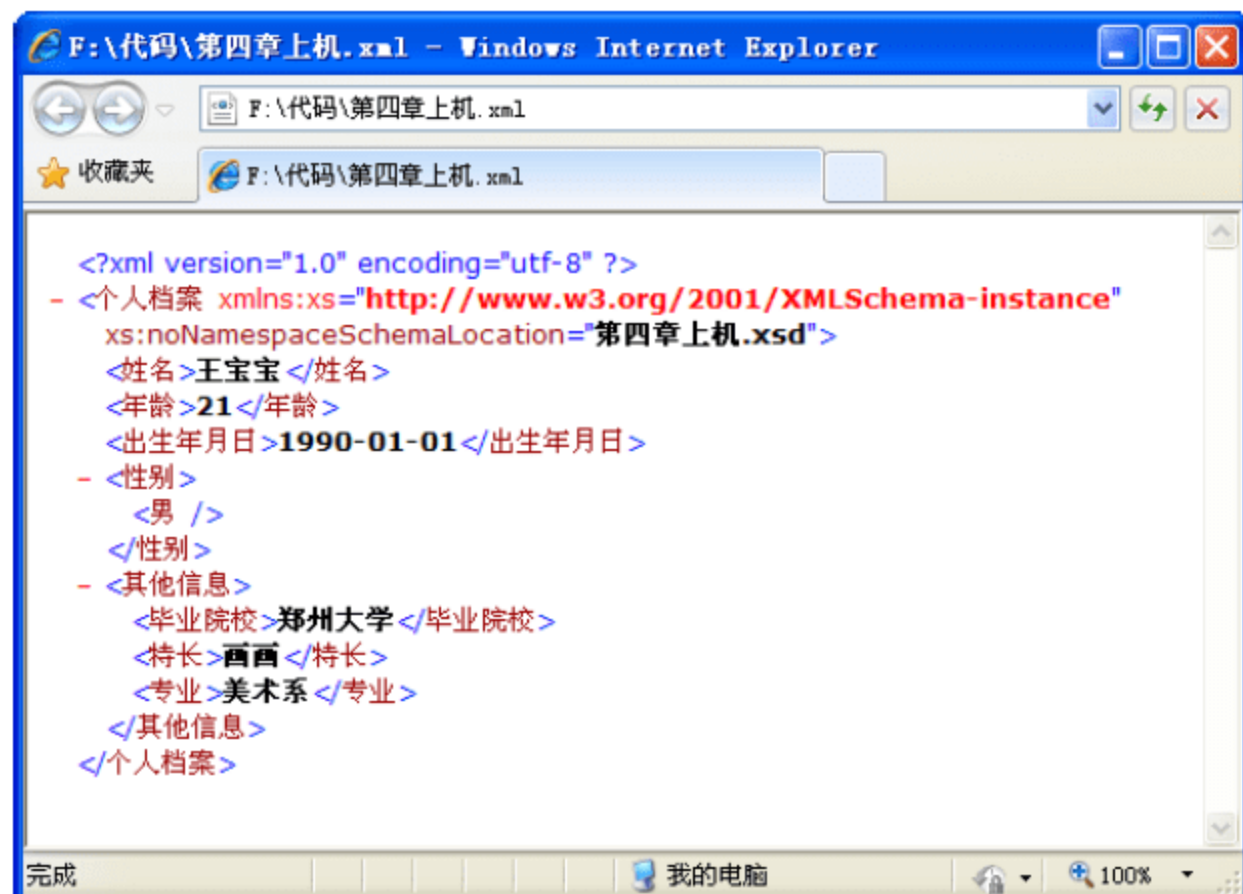 F:\代码\第四章上机.xml - Windows Internet Explorer
F:\代码\第四章上机.xml
收藏夹
F:\代码\第四章上机.xml
<?xml version="1.0" encoding="utf-8" ?>
- <个人档案 xmlns:xs="http://www.w3.org/2001/XMLSchema-instance"
xs:noNamespaceSchemaLocation="第四章上机.xsd">
<姓名>王宝宝</姓名>
<年龄>21</年龄>
<出生年月日>1990-01-01</出生年月日>
- <性别>
<男 />
</性别>
- <其他信息>
<毕业院校>郑州大学</毕业院校>
<特长>画画</特长>
<专业>美术系</专业>
</其他信息>
</个人档案>
完成
我的电脑
100%